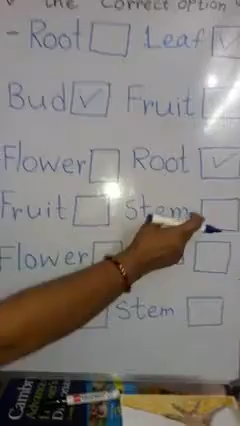 the Correct option
- Root Leaf ✓
Bud ✓ Fruit
Flower Root ✓
Fruit Stem
Flower
Stem